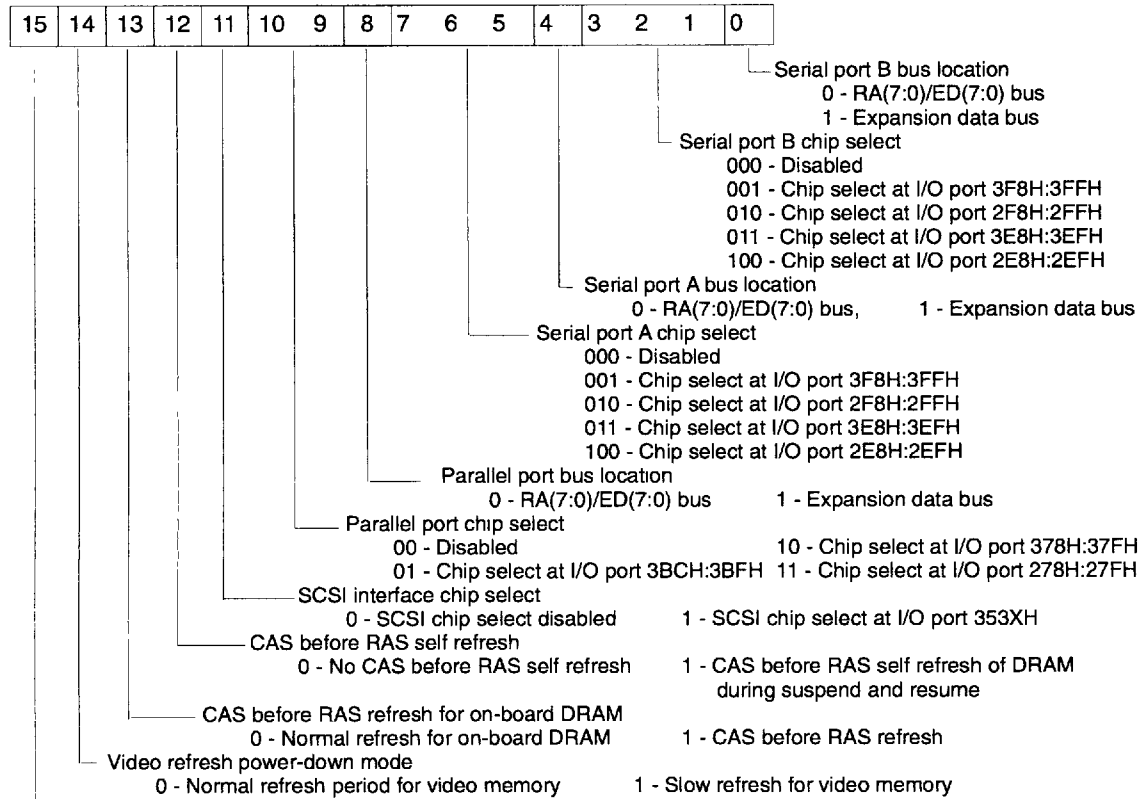 15 14 13 12 11 10 9 8 7 6 5 4 3 2 1 0
Serial port B bus location
0 - RA(7:0)/ED(7:0) bus
1 - Expansion data bus
Serial port B chip select
000 - Disabled
001 - Chip select at I/O port 3F8H:3FFH
010 - Chip select at I/O port 2F8H:2FFH
011 - Chip select at I/O port 3E8H:3EFH
100 - Chip select at I/O port 2E8H:2EFH
Serial port A bus location
0 - RA(7:0)/ED(7:0) bus, 1 - Expansion data bus
Serial port A chip select
000 - Disabled
001 - Chip select at I/O port 3F8H:3FFH
010 - Chip select at I/O port 2F8H:2FFH
011 - Chip select at I/O port 3E8H:3EFH
100 - Chip select at I/O port 2E8H:2EFH
Parallel port bus location
0 - RA(7:0)/ED(7:0) bus 1 - Expansion data bus
Parallel port chip select
00 - Disabled 10 - Chip select at I/O port 378H:37FH
01 - Chip select at I/O port 3BCH:3BFH 11 - Chip select at I/O port 278H:27FH
SCSI interface chip select
0 - SCSI chip select disabled 1 - SCSI chip select at I/O port 353XH
CAS before RAS self refresh
0 - No CAS before RAS self refresh 1 - CAS before RAS self refresh of DRAM
during suspend and resume
CAS before RAS refresh for on-board DRAM
0 - Normal refresh for on-board DRAM 1 - CAS before RAS refresh
Video refresh power-down mode
0 - Normal refresh period for video memory 1 - Slow refresh for video memory